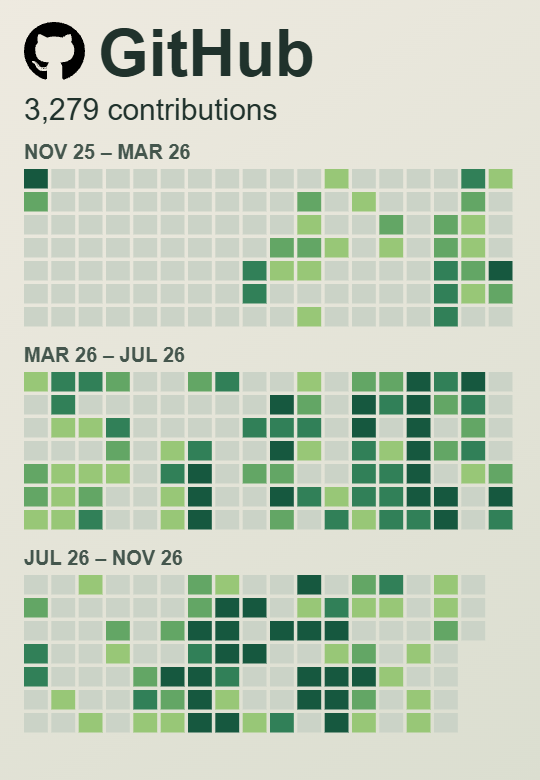 GitHub
3,279 contributions
NOV 25 – MAR 26
MAR 26 – JUL 26
JUL 26 – NOV 26